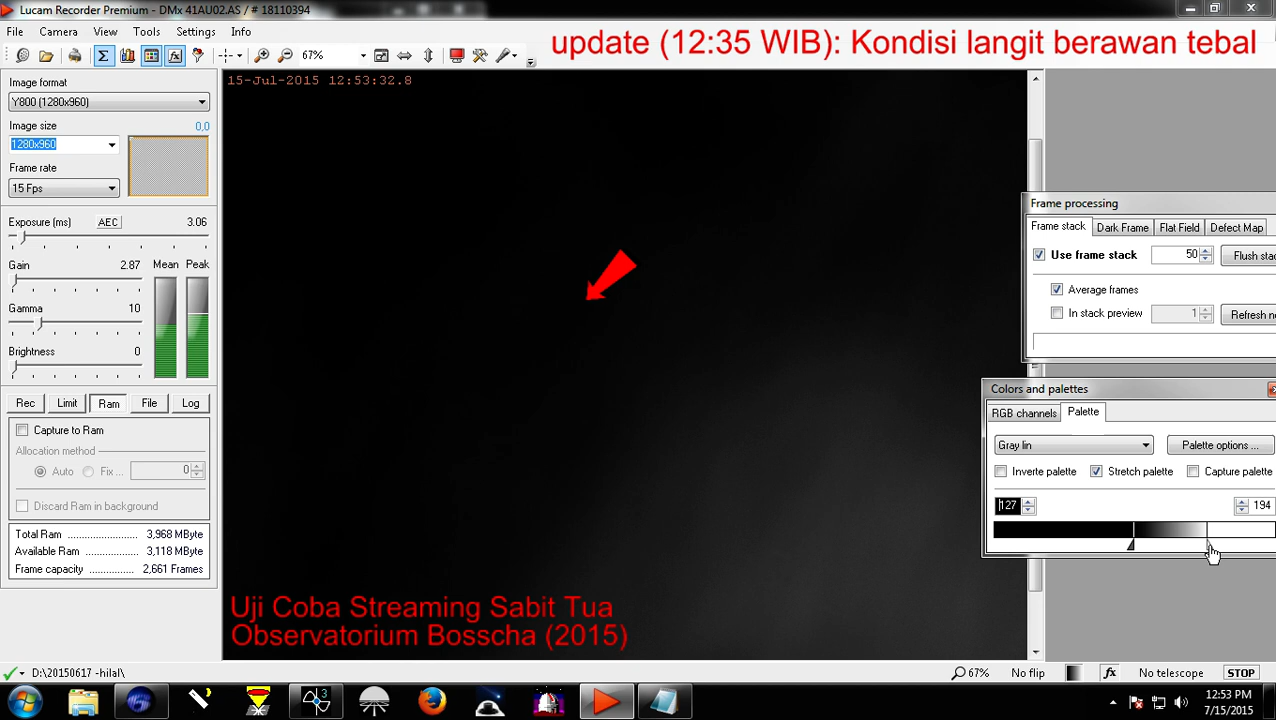 Lucam Recorder Premium - DMx 41AU02.AS / # 18110394
File Camera View Tools Settings Info
67%
update (12:35 WIB): Kondisi langit berawan tebal
Image format
Y800 (1280x960)
Image size 0,0
1280x960
Frame rate
15 Fps
Exposure (ms) AEC 3.06
Gain 2.87 Mean Peak
Gamma 10
Brightness 0
Rec Limit Ram File Log
Capture to Ram
Allocation method
Auto Fix ... 0
Discard Ram in background
Total Ram 3,968 MByte
Available Ram 3,118 MByte
Frame capacity 2,661 Frames
15-Jul-2015 12:53:32.8
Uji Coba Streaming Sabit Tua
Observatorium Bosscha (2015)
Frame processing
Frame stack Dark Frame Flat Field Defect Map
Use frame stack 50 Flush stac
Average frames
In stack preview 1 Refresh no
Colors and palettes
RGB channels Palette
Gray lin Palette options ...
Inverte palette Stretch palette Capture palette
127 194
D:\20150617 -hilal\ 67% No flip fx No telescope STOP
12:53 PM
7/15/2015